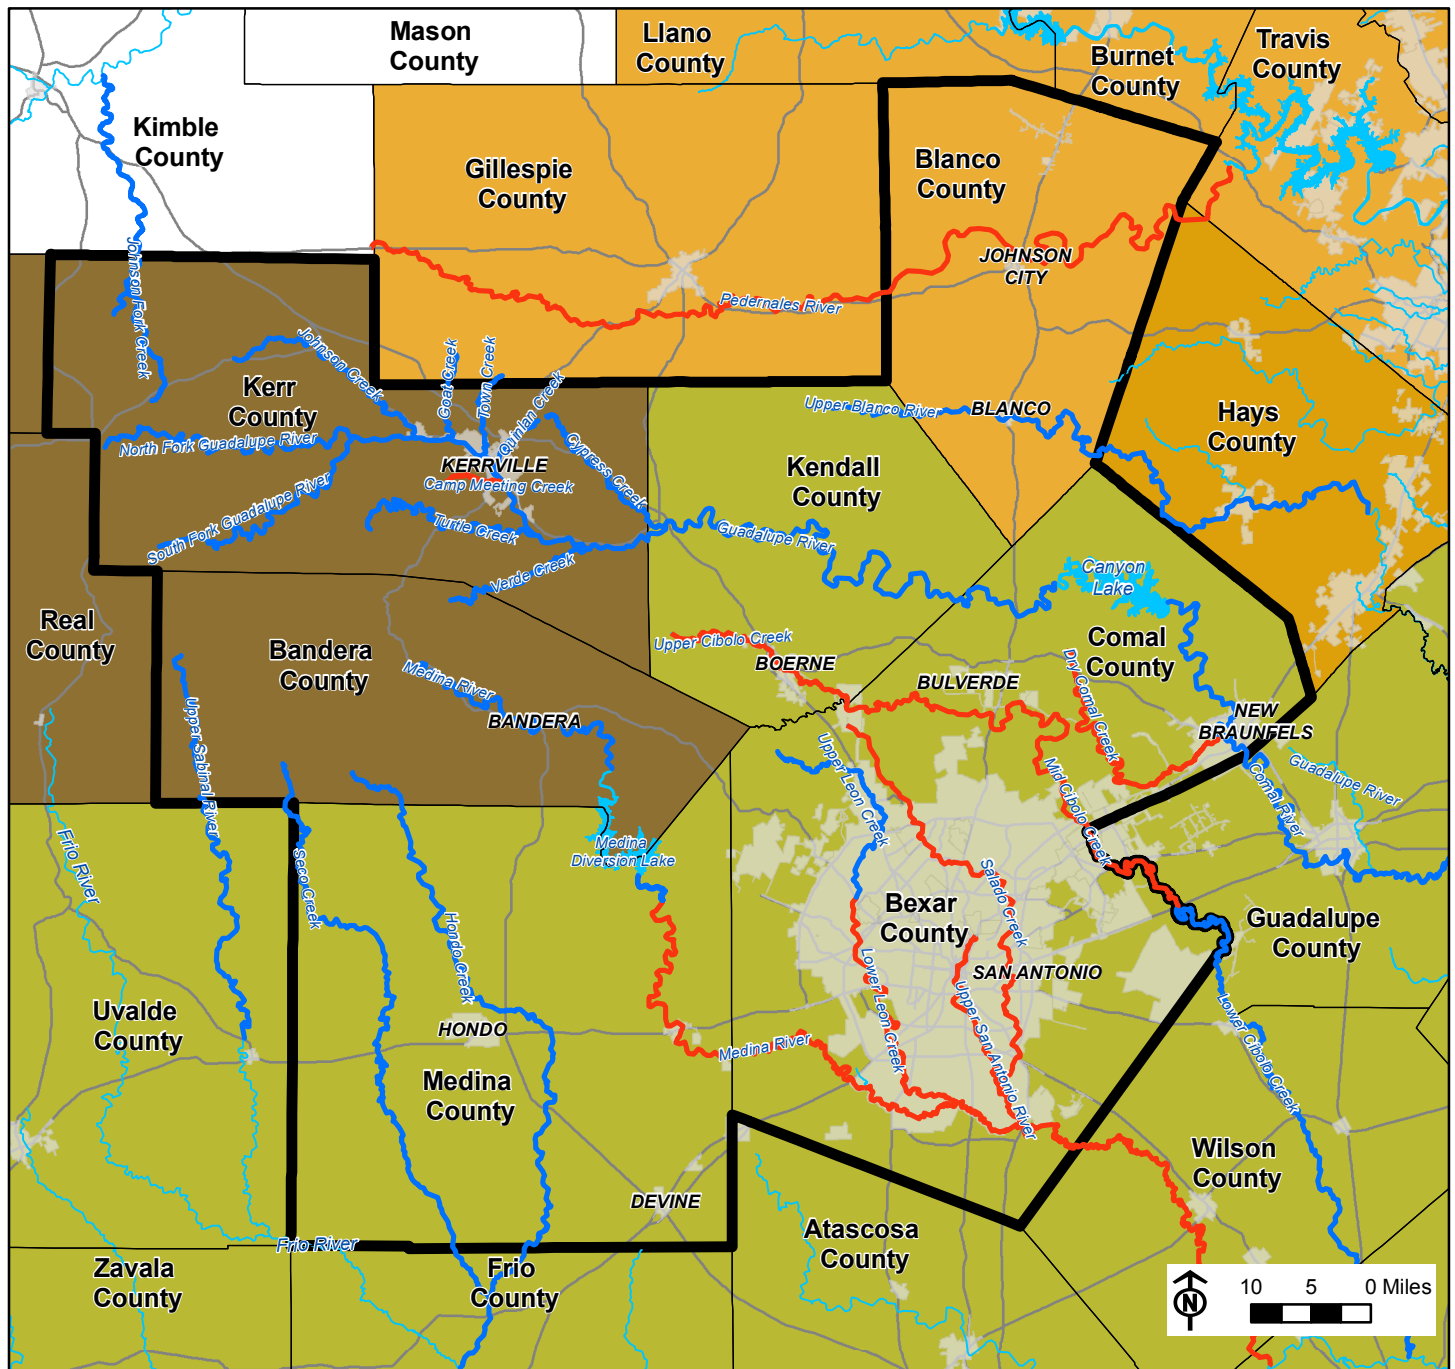 Mason
County
Llano
County
Burnet
County
Travis
County
Kimble
County
Gillespie
County
Blanco
County
JOHNSON
CITY
Pedernales River
Johnson Fork Creek
Johnson Creek
Goat Creek
Town Creek
Quinlan Creek
Kerr
County
Upper Blanco River
BLANCO
Hays
County
North Fork Guadalupe River
KERRVILLE
Camp Meeting Creek
Cypress Creek
Kendall
County
South Fork Guadalupe River
Turtle Creek
Guadalupe River
Verde Creek
Canyon
Lake
Real
County
Bandera
County
Upper Cibolo Creek
BOERNE
Comal
County
Dry Comal Creek
Medina River
BANDERA
BULVERDE
NEW
BRAUNFELS
Upper Sabinal River
Upper Leon Creek
Mid Cibolo Creek
Comal River
Guadalupe River
Frio River
Seco Creek
Medina
Diversion Lake
Hondo Creek
Bexar
County
Salado Creek
Guadalupe
County
SAN ANTONIO
Lower Leon Creek
Upper San Antonio River
Uvalde
County
HONDO
Medina River
Lower Cibolo Creek
Medina
County
Wilson
County
DEVINE
Atascosa
County
Frio River
Zavala
County
Frio
County
N
10 5 0 Miles